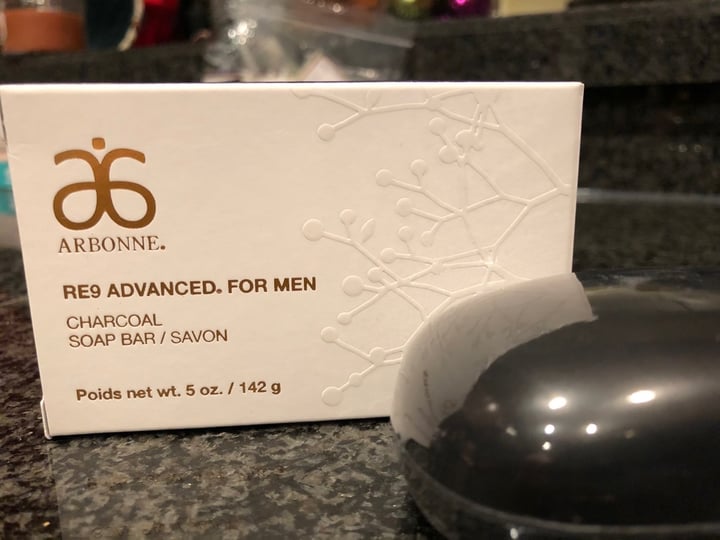 ARBONNE.
RE9 ADVANCED. FOR MEN
CHARCOAL
SOAP BAR / SAVON
Poids net wt. 5 oz. / 142 g